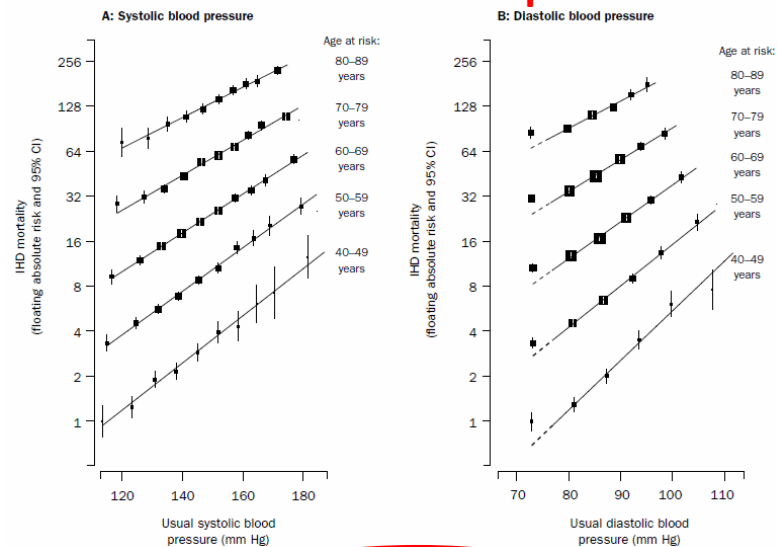 A: Systolic blood pressure
Age at risk:
80–89
years
70–79
years
60–69
years
50–59
years
40–49
years
256
128
64
32
16
8
4
2
1
IHD mortality
(floating absolute risk and 95% CI)
120
140
160
180
Usual systolic blood
pressure (mm Hg)
B: Diastolic blood pressure
Age at risk:
80–89
years
70–79
years
60–69
years
50–59
years
40–49
years
256
128
64
32
16
8
4
2
1
IHD mortality
(floating absolute risk and 95% CI)
70
80
90
100
110
Usual diastolic blood
pressure (mm Hg)